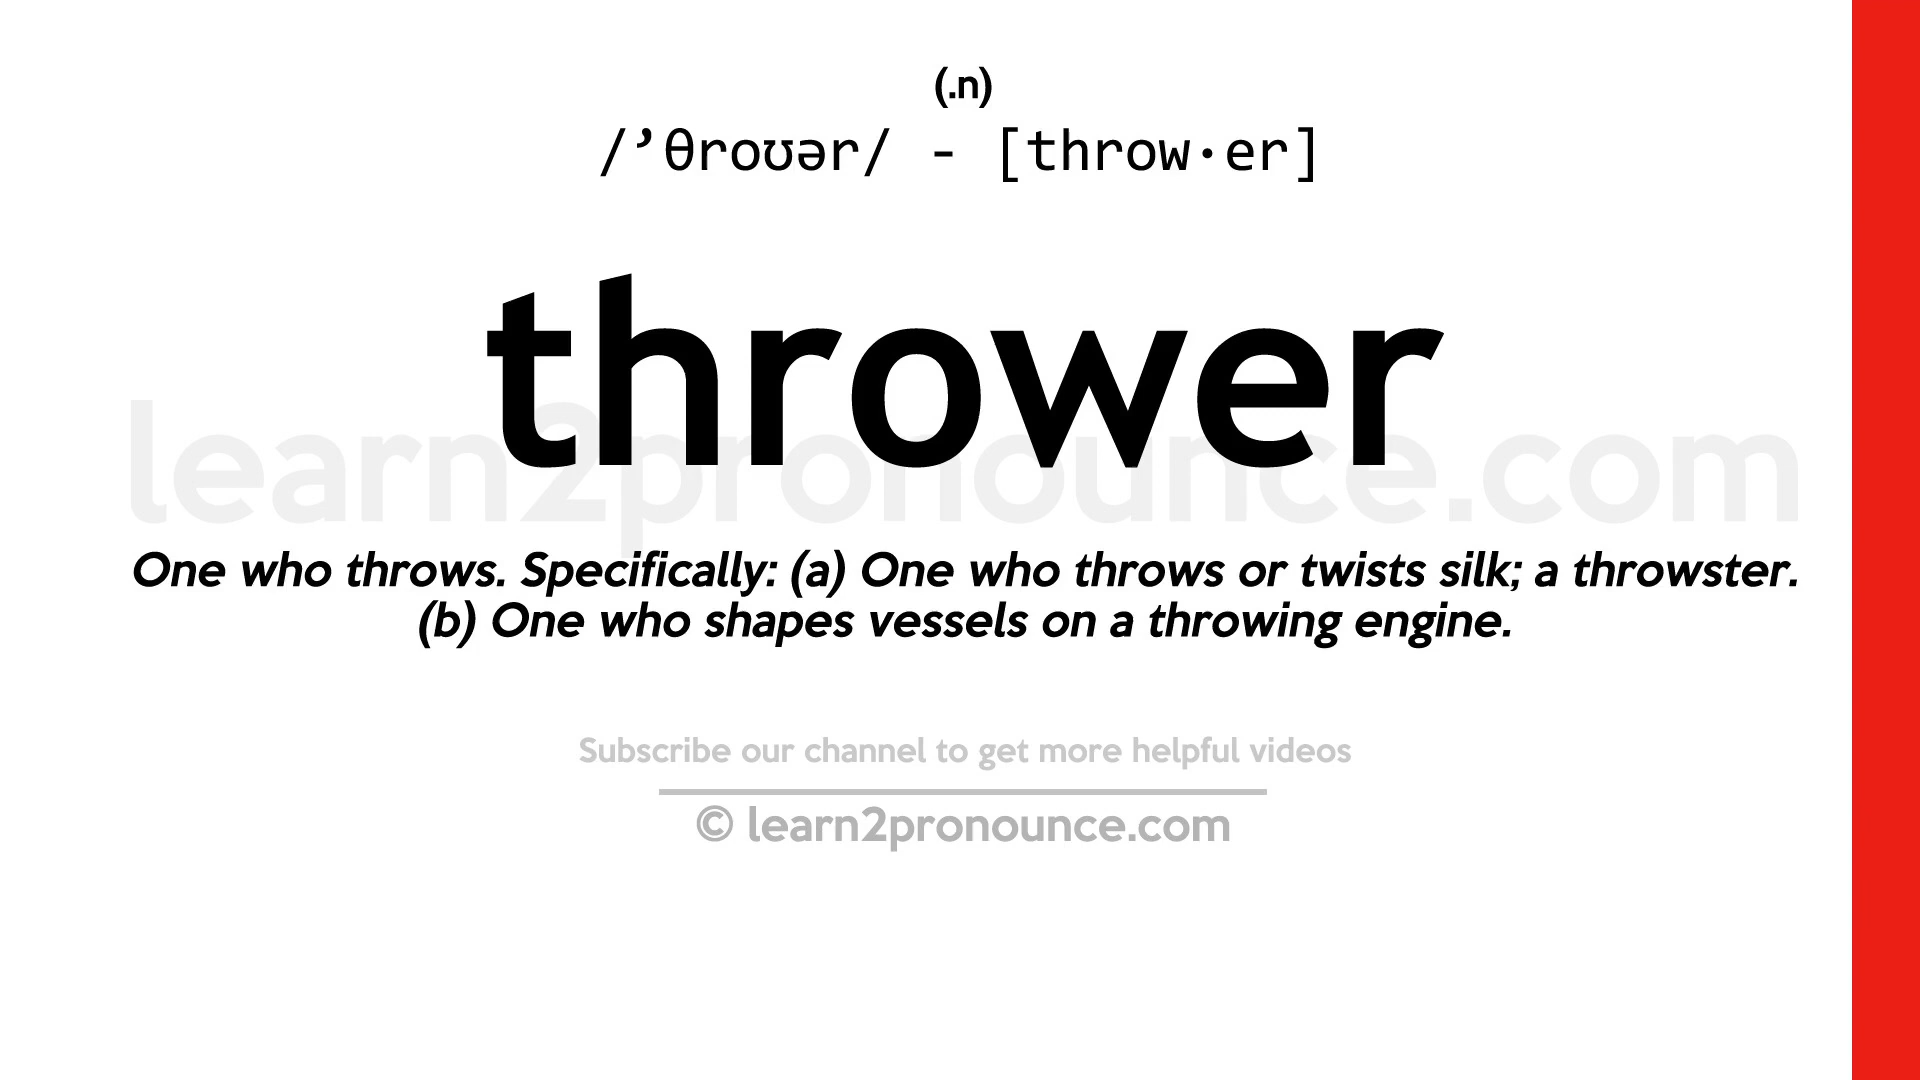 (.n)
/’θroʊər/ - [throw·er]
thrower
learn2pronounce.com
One who throws. Specifically: (a) One who throws or twists silk; a throwster.
(b) One who shapes vessels on a throwing engine.
Subscribe our channel to get more helpful videos
© learn2pronounce.com